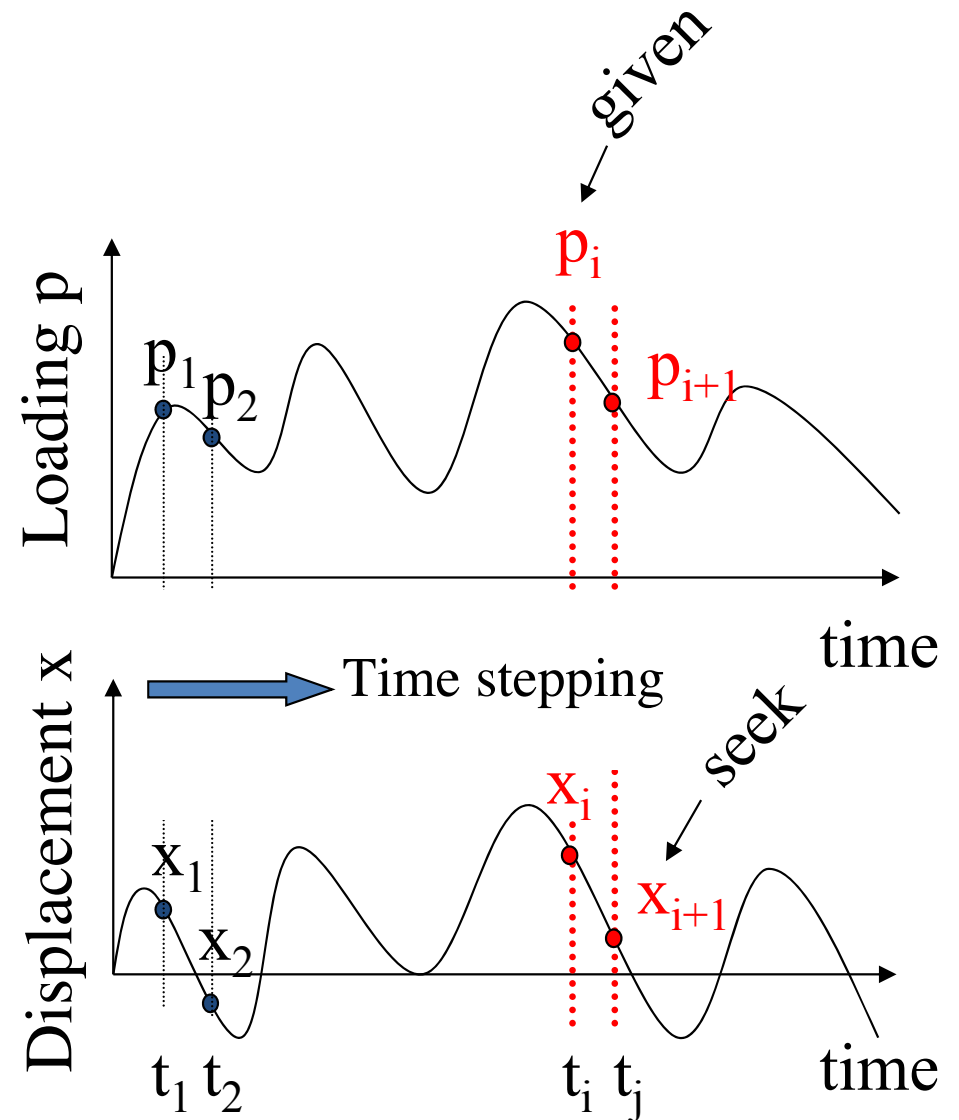 given
p_i
Loading p
p_1
p_2
p_{i+1}
time
Displacement x
Time stepping
seek
x_i
x_1
x_{i+1}
x_2
t_1 t_2
t_i t_j
time